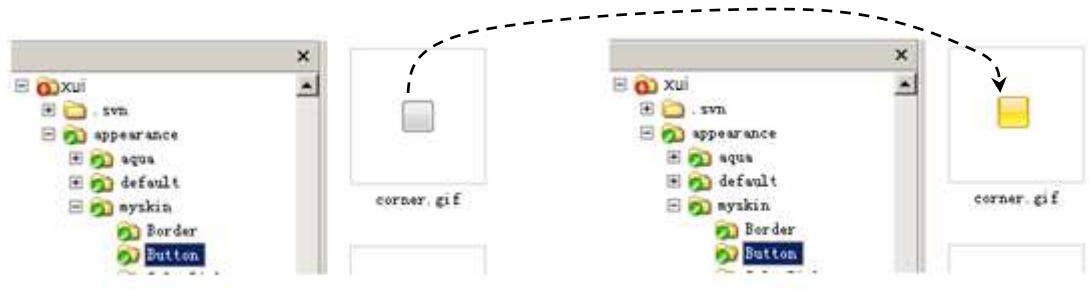 xui
.svn
appearance
aqua
default
myskin
Border
Button
corner.gif
xui
.svn
appearance
aqua
default
myskin
Border
Button
corner.gif